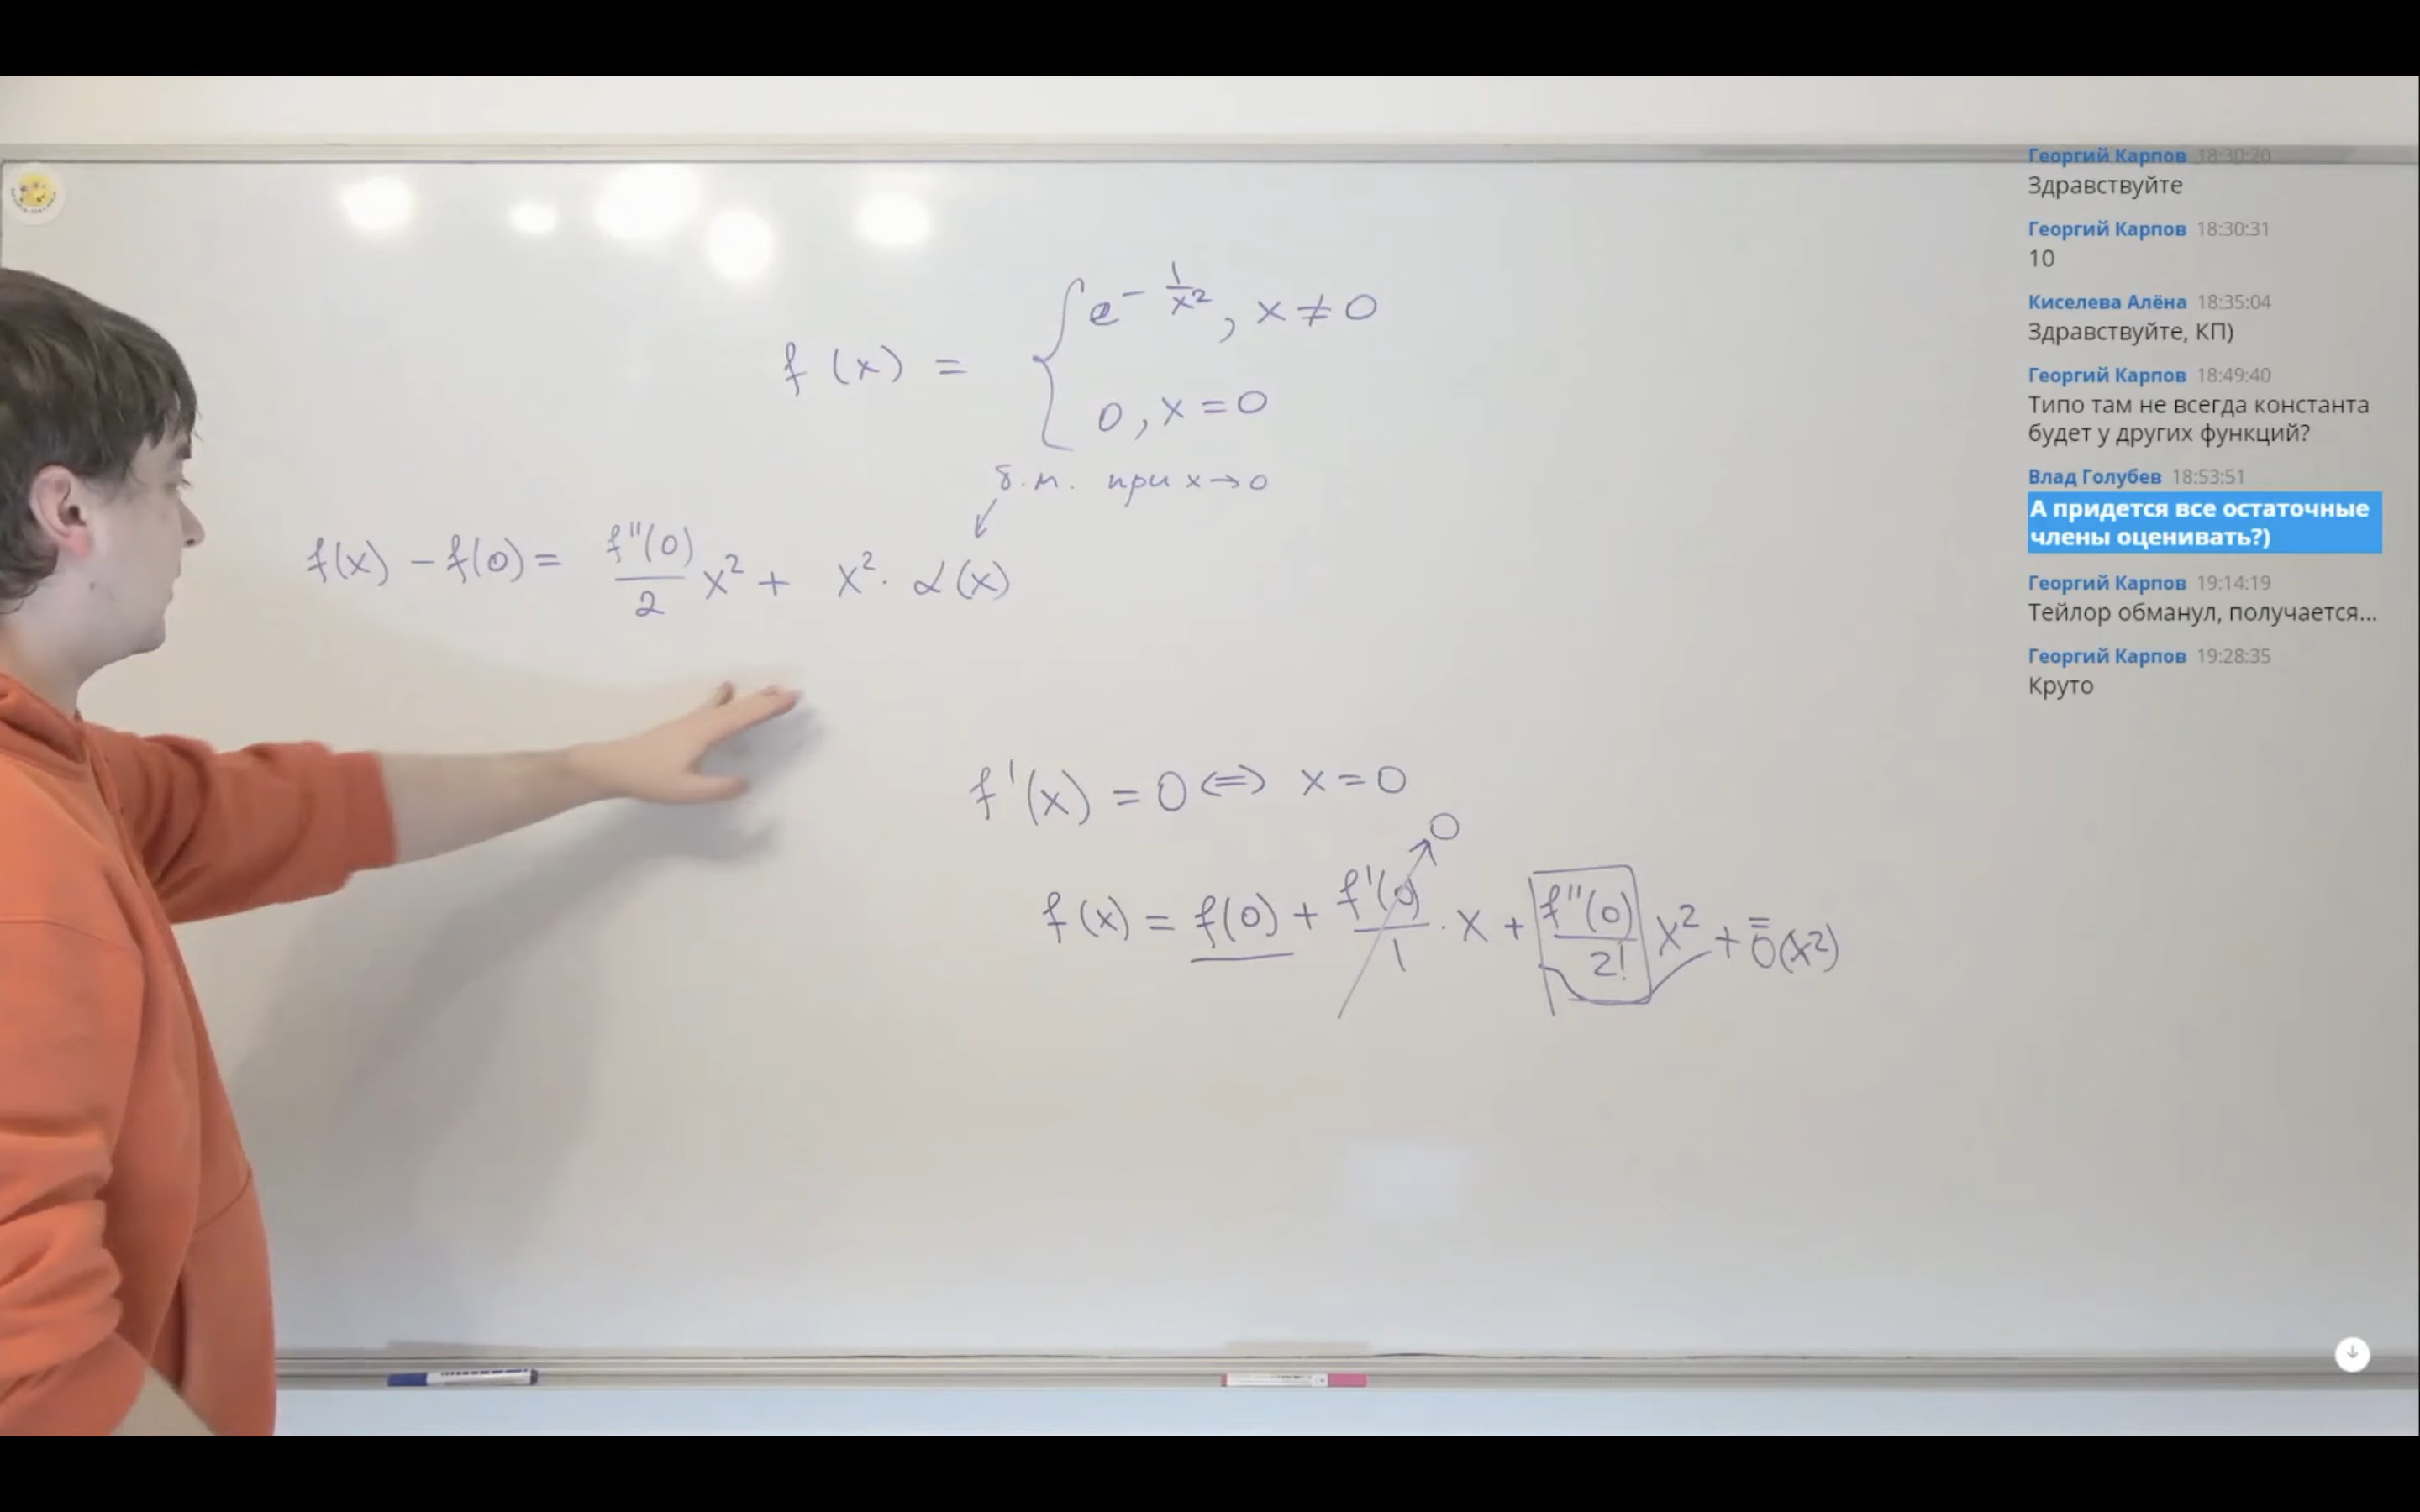 f(x) = { e^{-1/x²}, x ≠ 0
0, x = 0
б.м. при x → 0
f(x) − f(0) = f''(0)/2 x² + x² · α(x)
f'(x) = 0 ⇔ x = 0
0
f(x) = f(0) + f'(0)/1 · x + f''(0)/2! x² + ō̄(x²)
Георгий Карпов 18:30:20
Здравствуйте
Георгий Карпов 18:30:31
10
Киселева Алёна 18:35:04
Здравствуйте, КП)
Георгий Карпов 18:49:40
Типо там не всегда константа
будет у других функций?
Влад Голубев 18:53:51
А придется все остаточные
члены оценивать?)
Георгий Карпов 19:14:19
Тейлор обманул, получается...
Георгий Карпов 19:28:35
Круто